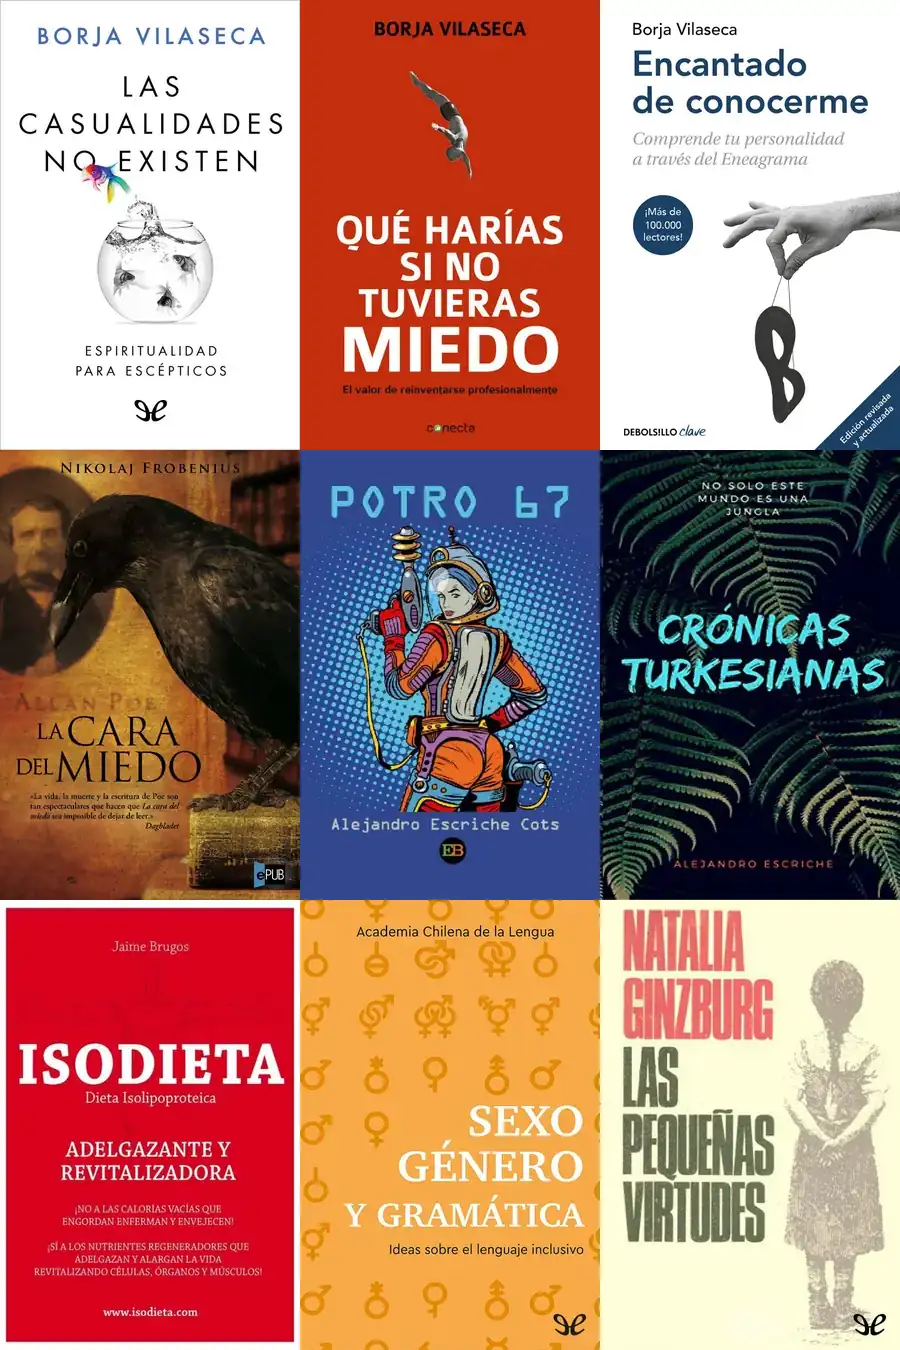 BORJA VILASECA
LAS
CASUALIDADES
NO EXISTEN
ESPIRITUALIDAD
PARA ESCÉPTICOS
BORJA VILASECA
QUÉ HARÍAS
SI NO
TUVIERAS
MIEDO
El valor de reinventarse profesionalmente
conecta
Borja Vilaseca
Encantado
de conocerme
Comprende tu personalidad
a través del Eneagrama
¡Más de
100.000
lectores!
DEBOLS!LLO clave
Edición revisada
y actualizada
NIKOLAJ FROBENIUS
ALLAN POE
LA CARA
DEL MIEDO
«La vida, la muerte y la escritura de Poe son
tan espectaculares que hacen que La cara del
miedo sea imposible de dejar de leer.»
Dagbladet
ePUB
POTRO 67
Alejandro Escriche Cots
EB
NO SOLO ESTE
MUNDO ES UNA
JUNGLA
CRÓNICAS
TURKESIANAS
ALEJANDRO ESCRICHE
Jaime Brugos
ISODIETA
Dieta Isolipoproteica
ADELGAZANTE Y
REVITALIZADORA
¡NO A LAS CALORÍAS VACÍAS QUE
ENGORDAN ENFERMAN Y ENVEJECEN!
¡SÍ A LOS NUTRIENTES REGENERADORES QUE
ADELGAZAN Y ALARGAN LA VIDA
REVITALIZANDO CÉLULAS, ÓRGANOS Y MÚSCULOS!
www.isodieta.com
Academia Chilena de la Lengua
SEXO
GÉNERO
Y GRAMÁTICA
Ideas sobre el lenguaje inclusivo
NATALIA
GINZBURG
LAS
PEQUEÑAS
VIRTUDES